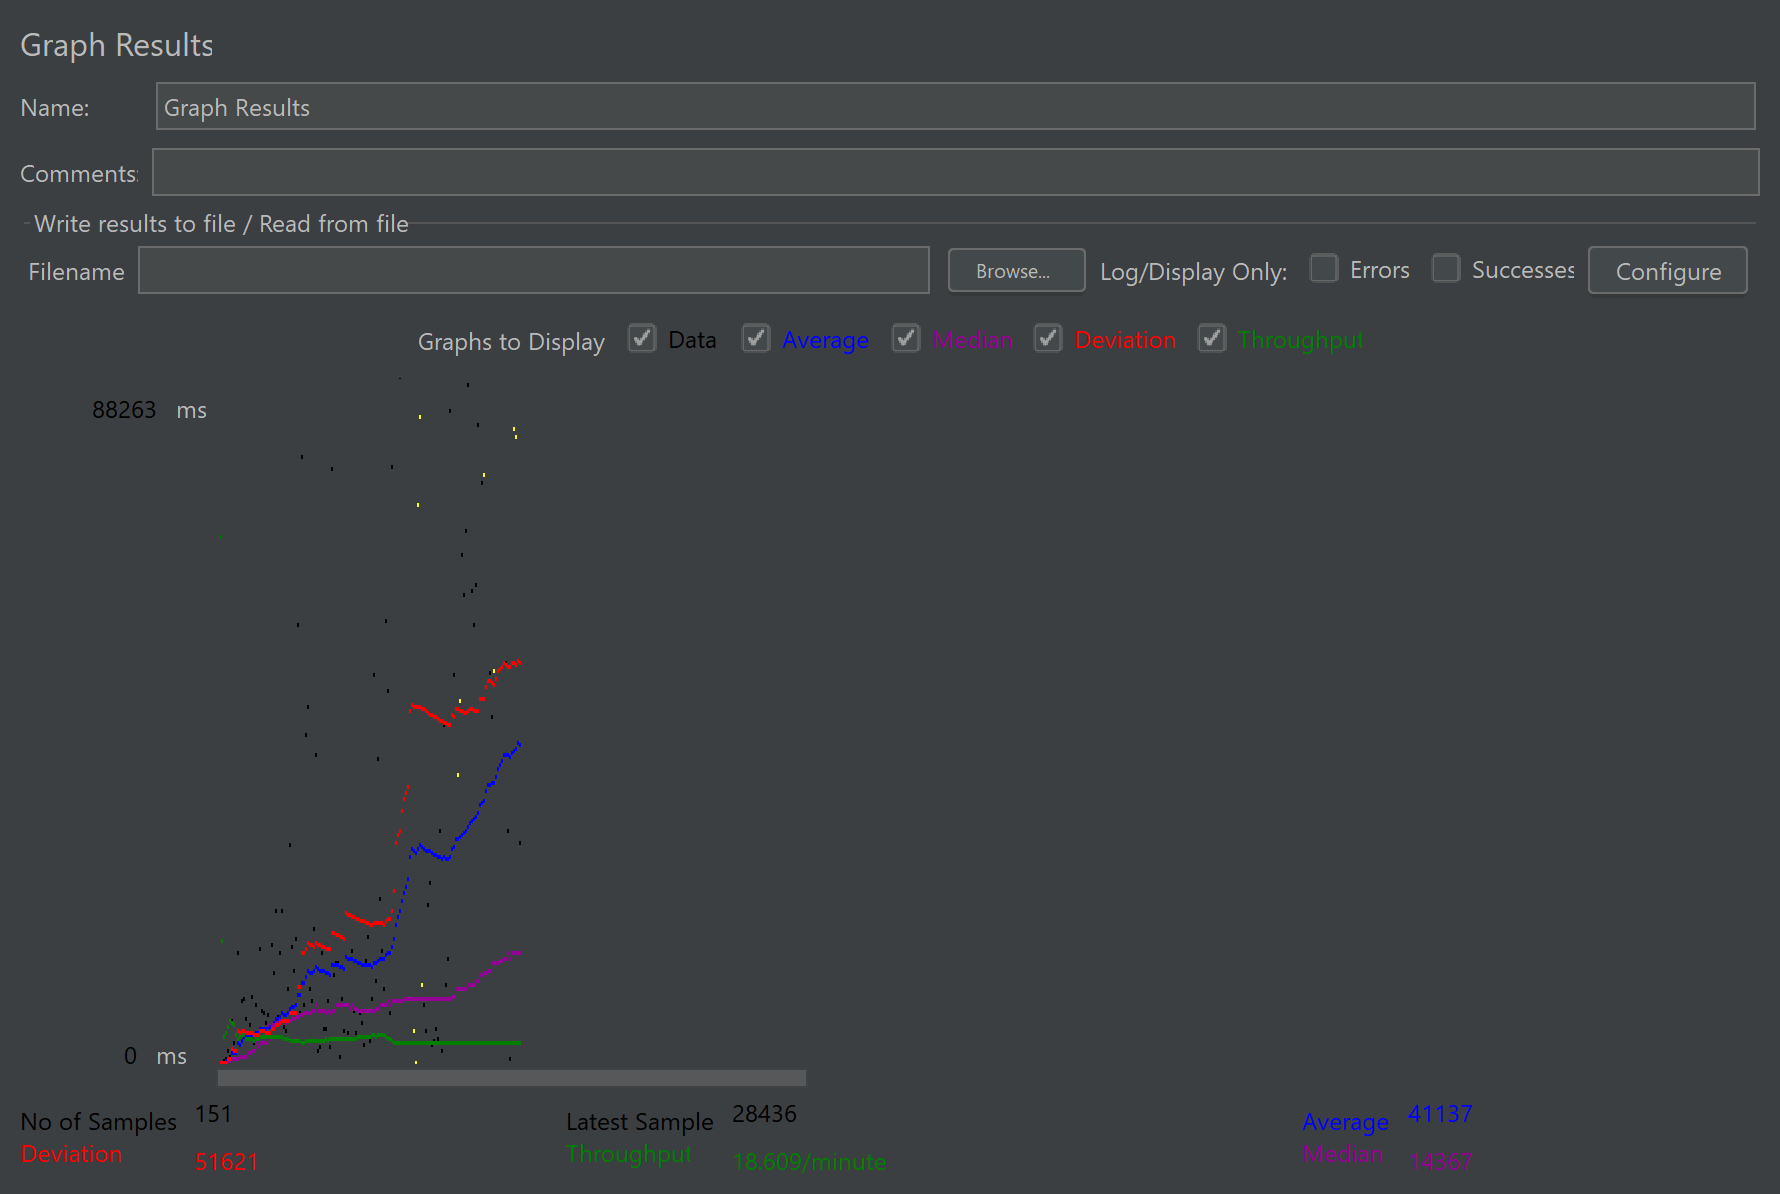 Graph Results
Name: Graph Results
Comments:
Write results to file / Read from file
Filename Browse... Log/Display Only: Errors Successes Configure
Graphs to Display Data Average Median Deviation Throughput
88263 ms
0 ms
No of Samples 151 Latest Sample 28436 Average 41137
Deviation 51621 Throughput 18.609/minute Median 14367